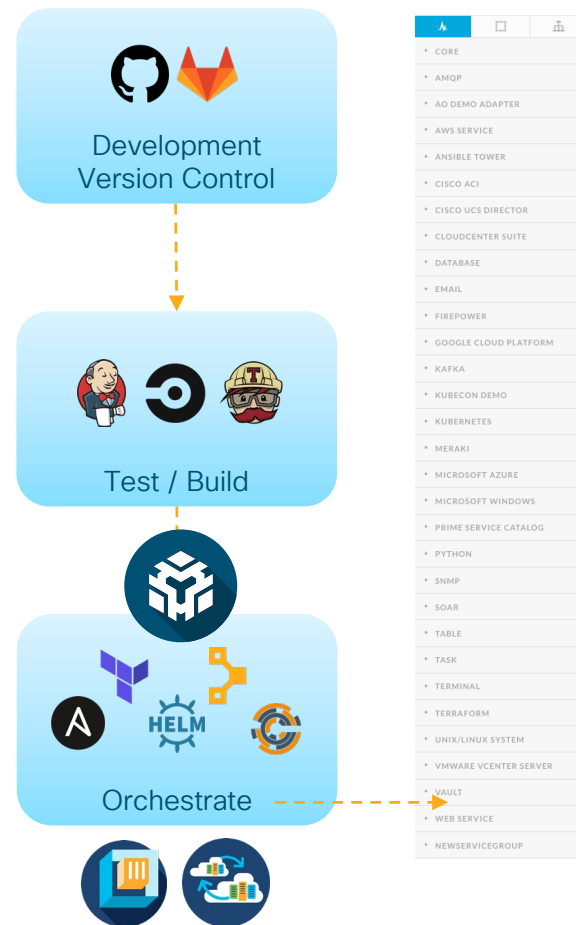 Development
Version Control
T
Test / Build
A
HELM
Orchestrate
CORE
AMQP
AO DEMO ADAPTER
AWS SERVICE
ANSIBLE TOWER
CISCO ACI
CISCO UCS DIRECTOR
CLOUDCENTER SUITE
DATABASE
EMAIL
FIREPOWER
GOOGLE CLOUD PLATFORM
KAFKA
KUBECON DEMO
KUBERNETES
MERAKI
MICROSOFT AZURE
MICROSOFT WINDOWS
PRIME SERVICE CATALOG
PYTHON
SNMP
SOAR
TABLE
TASK
TERMINAL
TERRAFORM
UNIX/LINUX SYSTEM
VMWARE VCENTER SERVER
VAULT
WEB SERVICE
NEWSERVICEGROUP